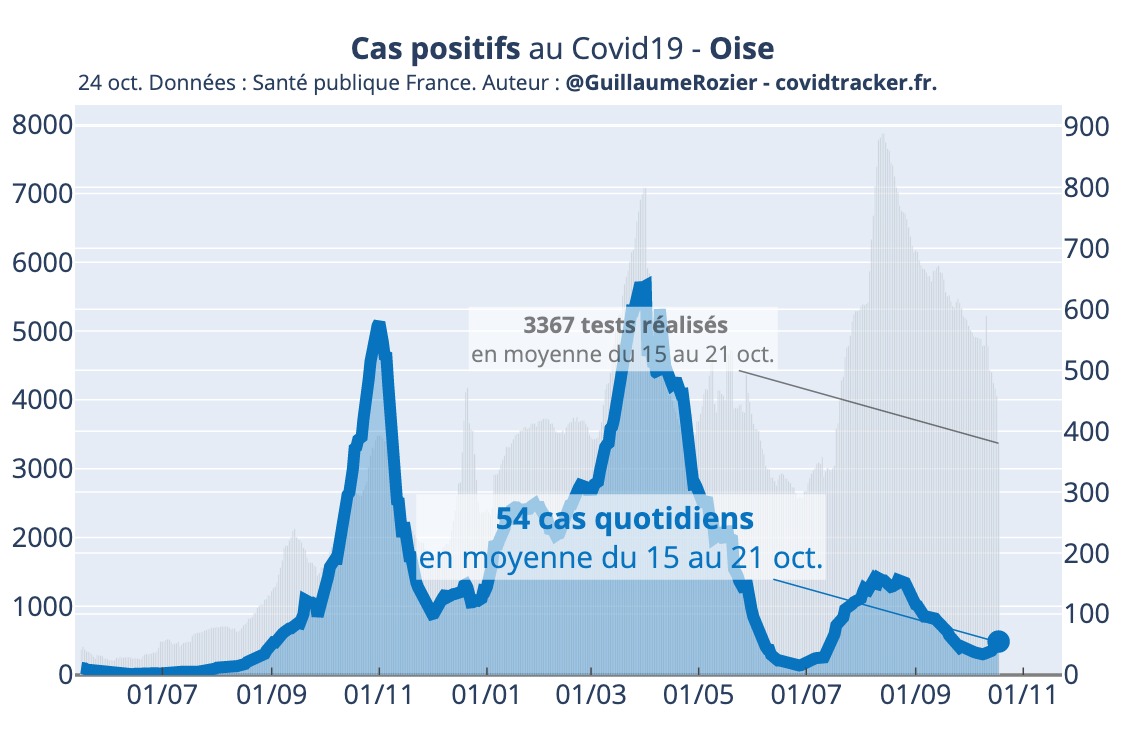 Cas positifs au Covid19 - Oise
24 oct. Données : Santé publique France. Auteur : @GuillaumeRozier - covidtracker.fr.
8000
7000
6000
5000
4000
3000
2000
1000
0
900
800
700
600
500
400
300
200
100
0
3367 tests réalisés
en moyenne du 15 au 21 oct.
54 cas quotidiens
en moyenne du 15 au 21 oct.
01/07 01/09 01/11 01/01 01/03 01/05 01/07 01/09 01/11